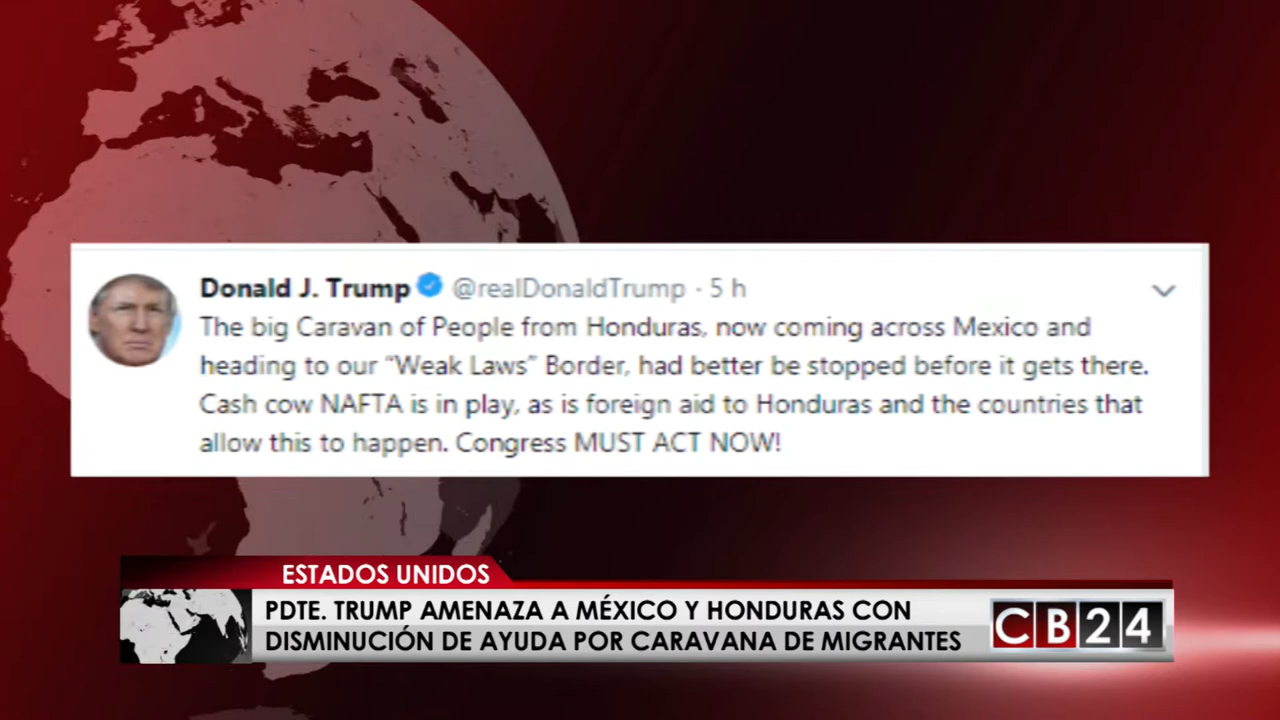 Donald J. Trump @realDonaldTrump · 5 h
The big Caravan of People from Honduras, now coming across Mexico and
heading to our “Weak Laws” Border, had better be stopped before it gets there.
Cash cow NAFTA is in play, as is foreign aid to Honduras and the countries that
allow this to happen. Congress MUST ACT NOW!
ESTADOS UNIDOS
PDTE. TRUMP AMENAZA A MÉXICO Y HONDURAS CON
DISMINUCIÓN DE AYUDA POR CARAVANA DE MIGRANTES
CB24